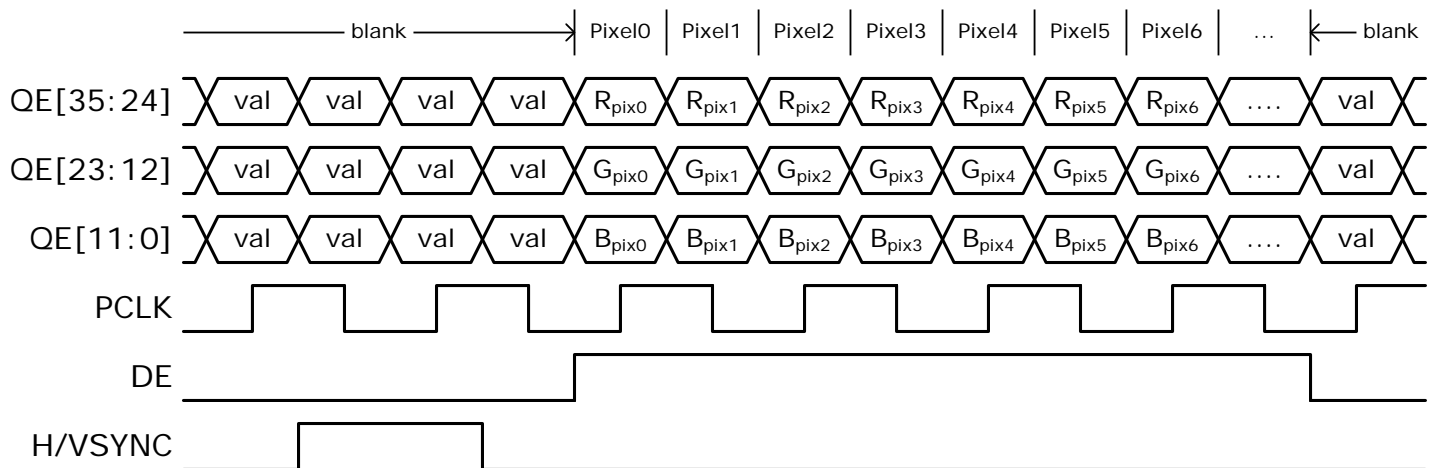 blank Pixel0 Pixel1 Pixel2 Pixel3 Pixel4 Pixel5 Pixel6 ... blank
QE[35:24] val val val val Rpix0 Rpix1 Rpix2 Rpix3 Rpix4 Rpix5 Rpix6 .... val
QE[23:12] val val val val Gpix0 Gpix1 Gpix2 Gpix3 Gpix4 Gpix5 Gpix6 .... val
QE[11:0] val val val val Bpix0 Bpix1 Bpix2 Bpix3 Bpix4 Bpix5 Bpix6 .... val
PCLK
DE
H/VSYNC